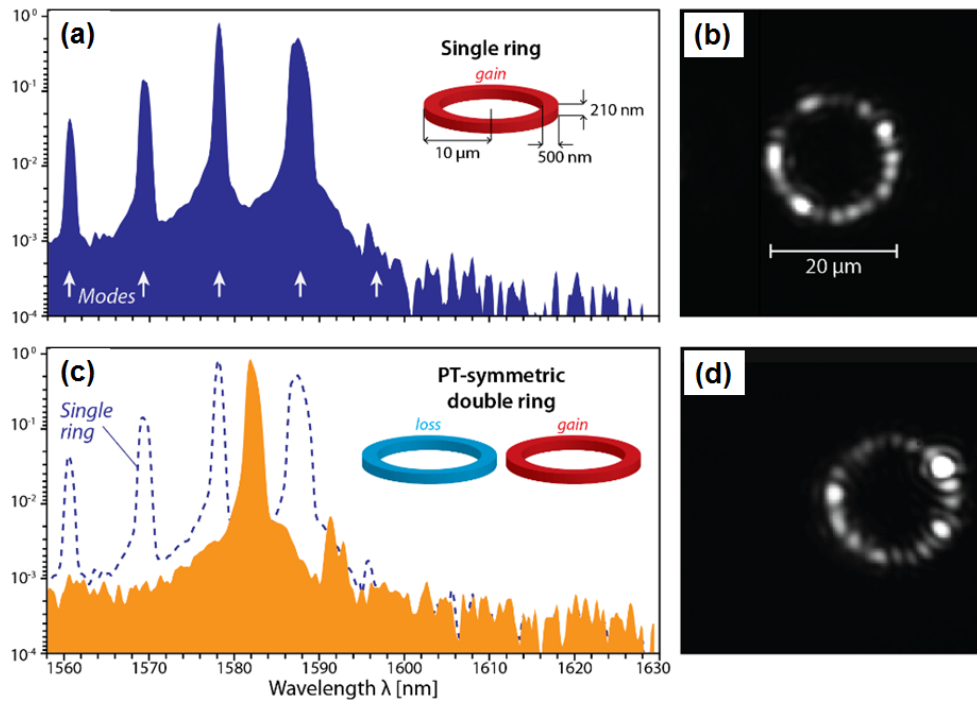 (a)
10⁰
10⁻¹
10⁻²
10⁻³
10⁻⁴
Single ring
gain
210 nm
10 μm
500 nm
Modes
(b)
20 μm
(c)
10⁰
10⁻¹
10⁻²
10⁻³
10⁻⁴
Single
ring
PT-symmetric
double ring
loss
gain
1560
1570
1580
1590
1600
1610
1620
1630
Wavelength λ [nm]
(d)